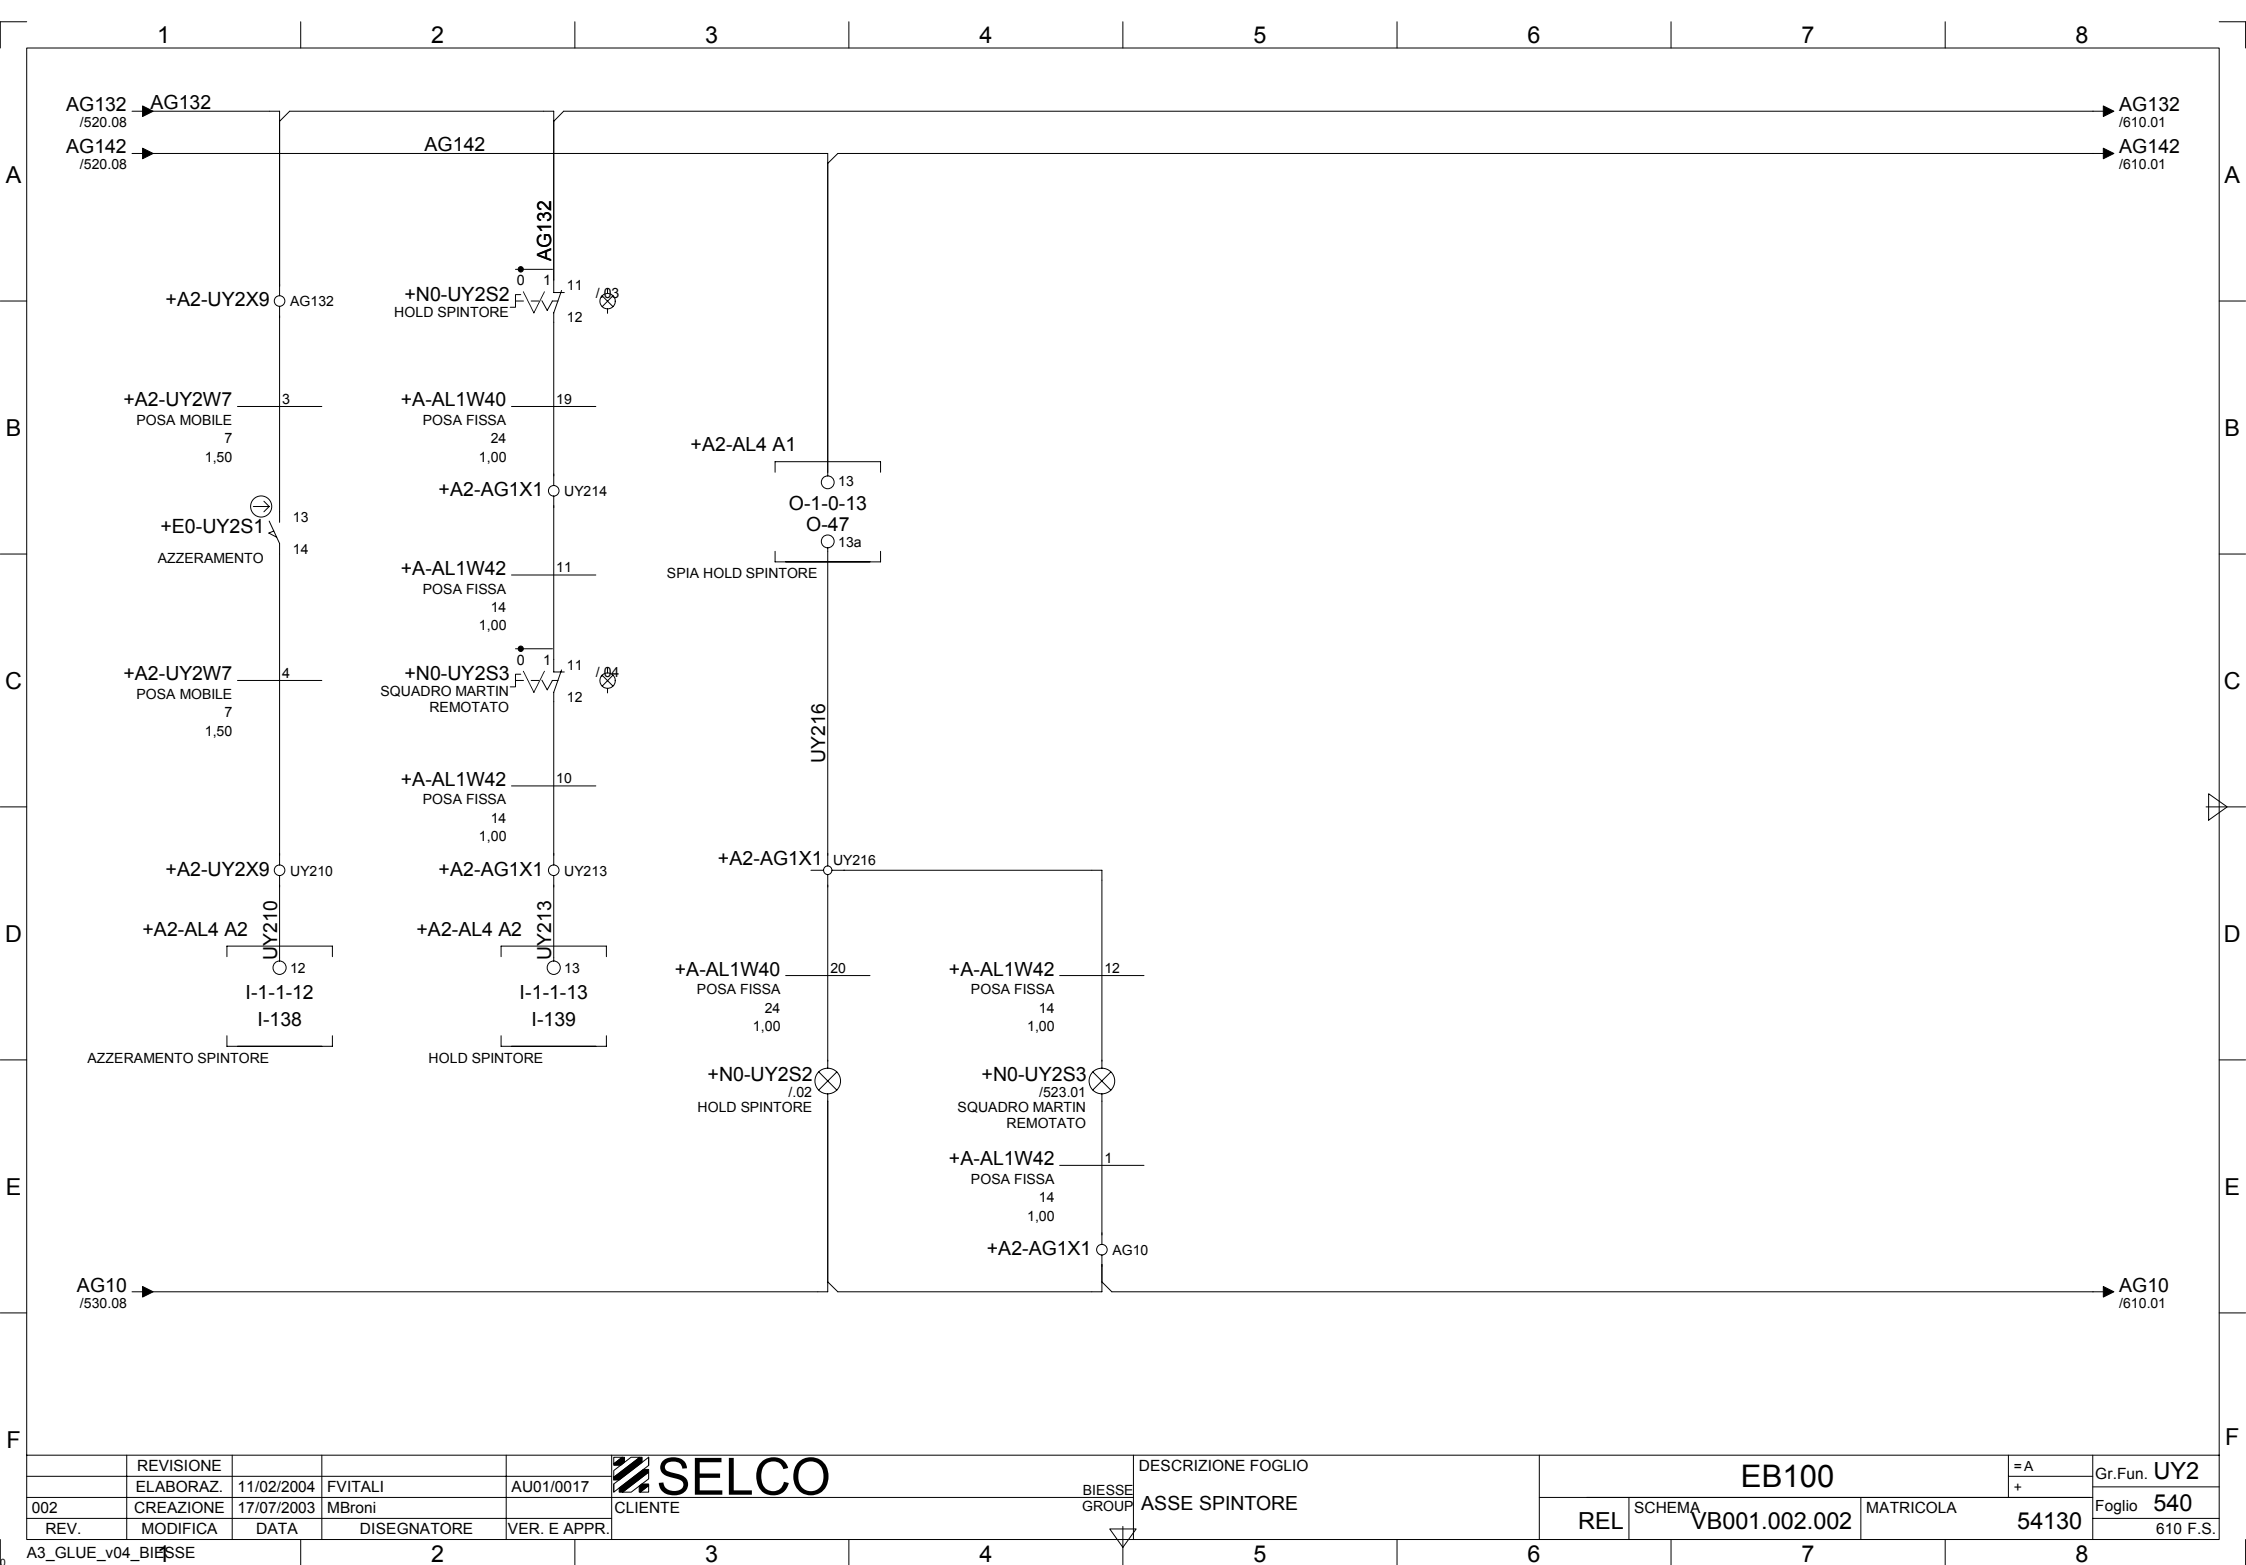 1 2 3 4 5 6 7 8
AG132
/520.08
AG132
AG132
/610.01
AG142
/520.08
AG142
AG142
/610.01
A
A
AG132
+A2-UY2X9 AG132
+N0-UY2S2
HOLD SPINTORE
0 1
11
12
/.03
B
B
+A2-UY2W7 3
POSA MOBILE
7
1,50
+A-AL1W40 19
POSA FISSA
24
1,00
+A2-AL4 A1
13
O-1-0-13
O-47
13a
SPIA HOLD SPINTORE
+A2-AG1X1 UY214
+E0-UY2S1
13
14
AZZERAMENTO
+A-AL1W42 11
POSA FISSA
14
1,00
C
C
+A2-UY2W7 4
POSA MOBILE
7
1,50
+N0-UY2S3
SQUADRO MARTIN
REMOTATO
0 1
11
12
/.04
UY216
+A-AL1W42 10
POSA FISSA
14
1,00
+A2-UY2X9 UY210
+A2-AG1X1 UY213
+A2-AG1X1 UY216
D
D
+A2-AL4 A2
UY210
12
I-1-1-12
I-138
AZZERAMENTO SPINTORE
+A2-AL4 A2
UY213
13
I-1-1-13
I-139
HOLD SPINTORE
+A-AL1W40 20
POSA FISSA
24
1,00
+A-AL1W42 12
POSA FISSA
14
1,00
+N0-UY2S2
/.02
HOLD SPINTORE
+N0-UY2S3
/523.01
SQUADRO MARTIN
REMOTATO
E
E
+A-AL1W42 1
POSA FISSA
14
1,00
+A2-AG1X1 AG10
AG10
/530.08
AG10
/610.01
F
F
REVISIONE
ELABORAZ. 11/02/2004 FVITALI AU01/0017
002 CREAZIONE 17/07/2003 MBroni
REV. MODIFICA DATA DISEGNATORE VER. E APPR.
SELCO
BIESSE
GROUP
CLIENTE
DESCRIZIONE FOGLIO
ASSE SPINTORE
EB100
=A
+
Gr.Fun. UY2
REL
SCHEMA
VB001.002.002
MATRICOLA
54130
Foglio 540
610 F.S.
A3_GLUE_v04_BIESSE
0
1 2 3 4 5 6 7 8